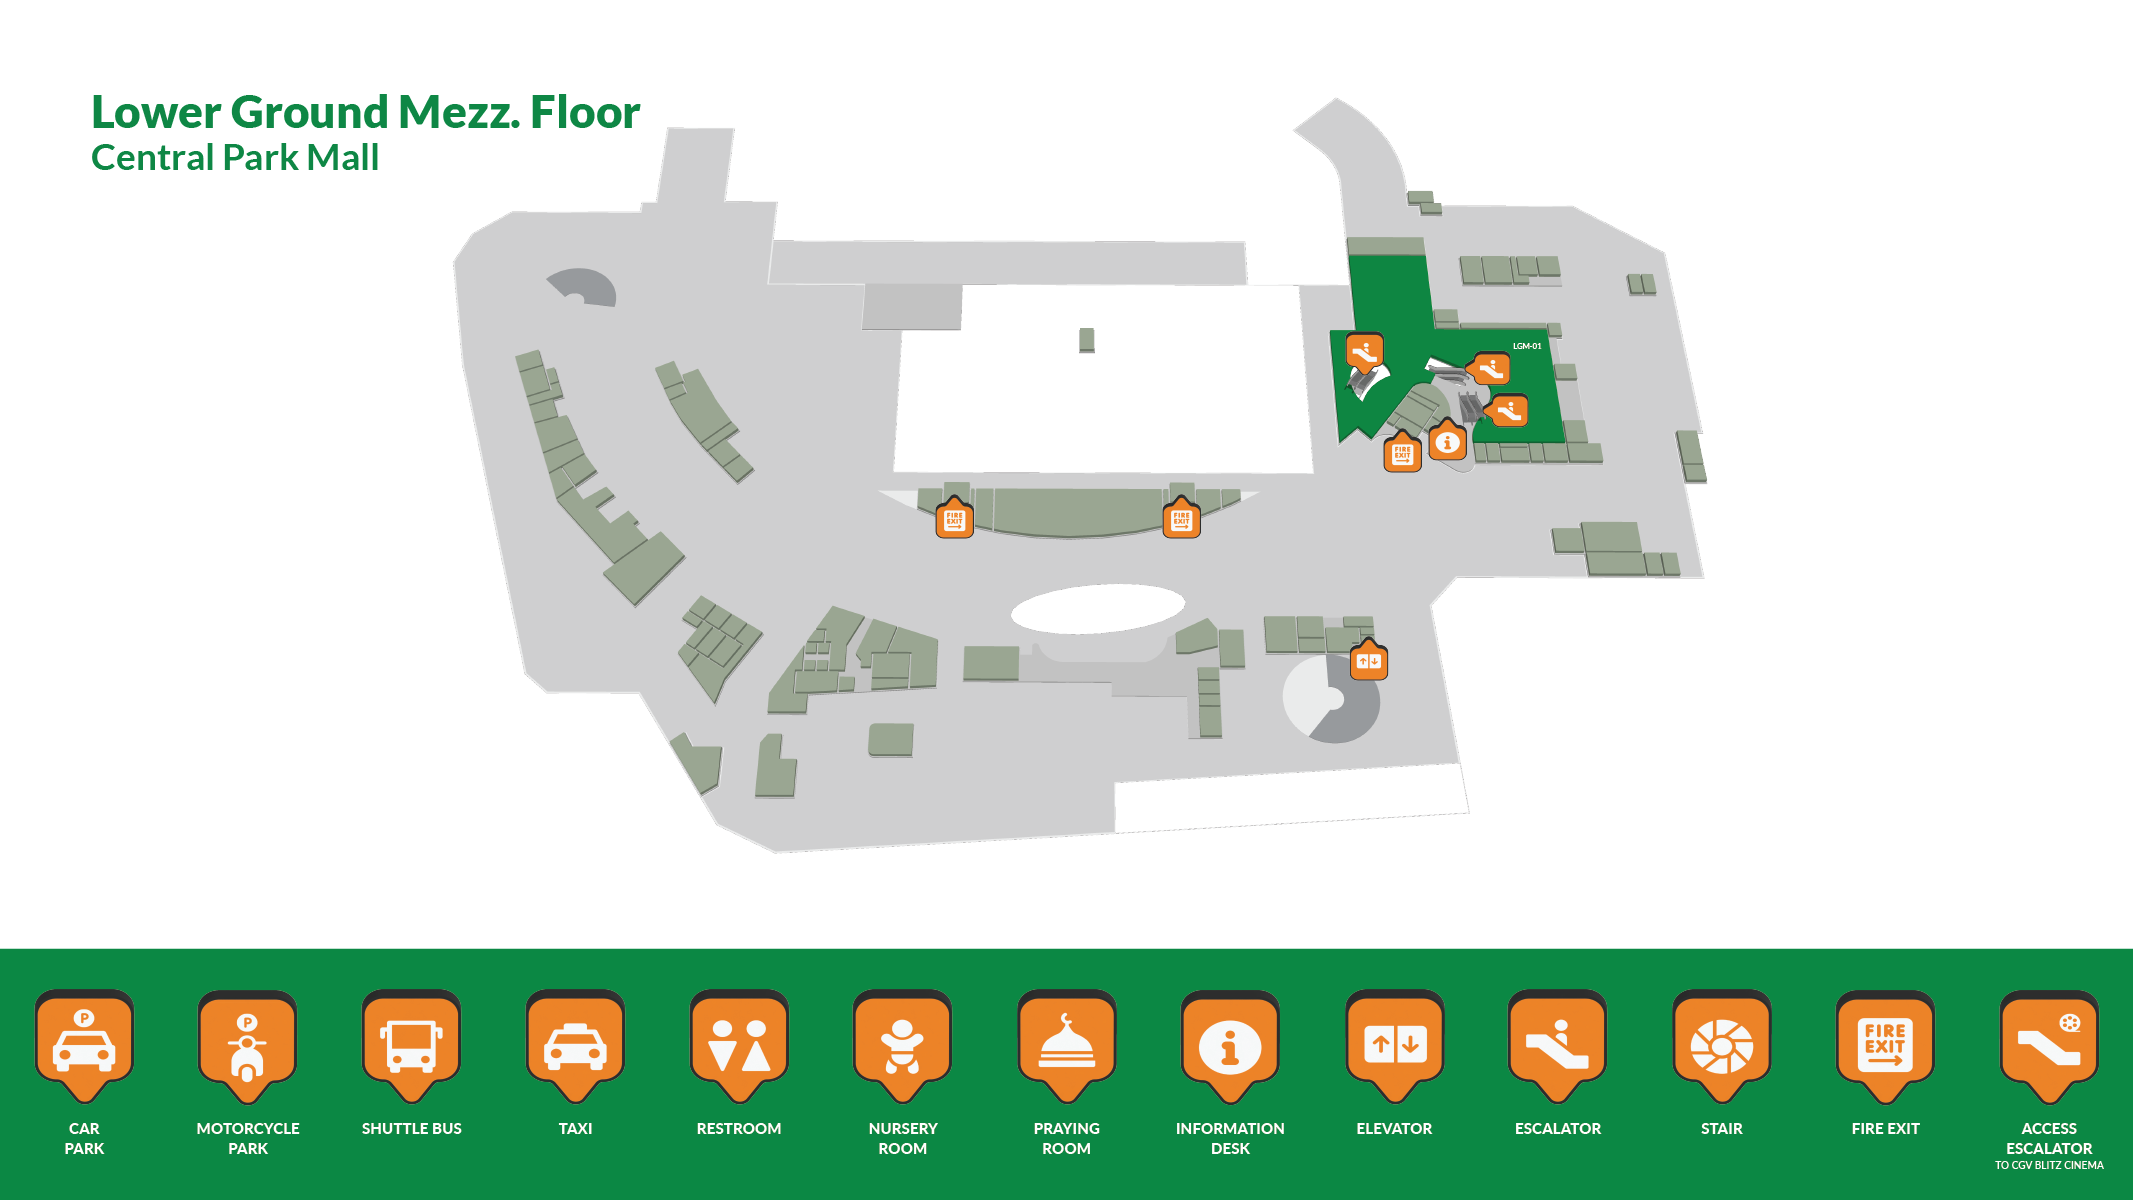 Lower Ground Mezz. Floor
Central Park Mall
LGM-01
FIRE
EXIT
FIRE
EXIT
FIRE
EXIT
P
P
FIRE
EXIT
CAR
PARK
MOTORCYCLE
PARK
SHUTTLE BUS
TAXI
RESTROOM
NURSERY
ROOM
PRAYING
ROOM
INFORMATION
DESK
ELEVATOR
ESCALATOR
STAIR
FIRE EXIT
ACCESS
ESCALATOR
TO CGV BLITZ CINEMA